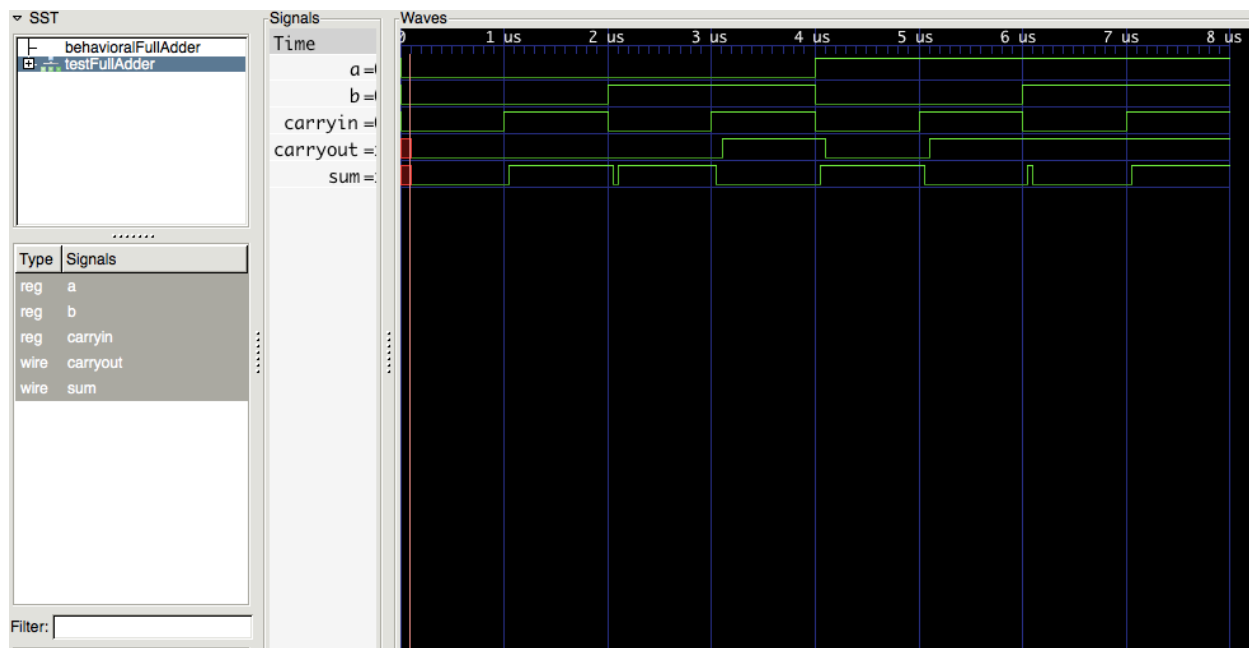 SST
behavioralFullAdder
testFullAdder
Type Signals
reg a
reg b
reg carryin
wire carryout
wire sum
Filter:
Signals
Time
a =
b =
carryin =
carryout =
sum =
Waves
0 1 us 2 us 3 us 4 us 5 us 6 us 7 us 8 us